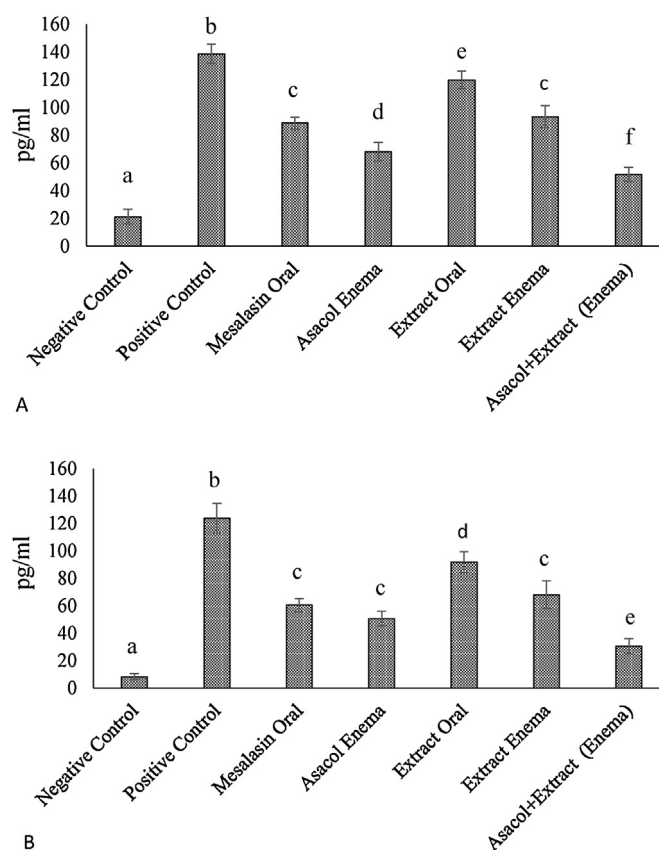 160
140
120
100
80
60
40
20
0
pg/ml
a
b
c
d
e
c
f
Negative Control
Positive Control
Mesalasin Oral
Asacol Enema
Extract Oral
Extract Enema
Asacol+Extract (Enema)
A
160
140
120
100
80
60
40
20
0
pg/ml
a
b
c
c
d
c
e
Negative Control
Positive Control
Mesalasin Oral
Asacol Enema
Extract Oral
Extract Enema
Asacol+Extract (Enema)
B